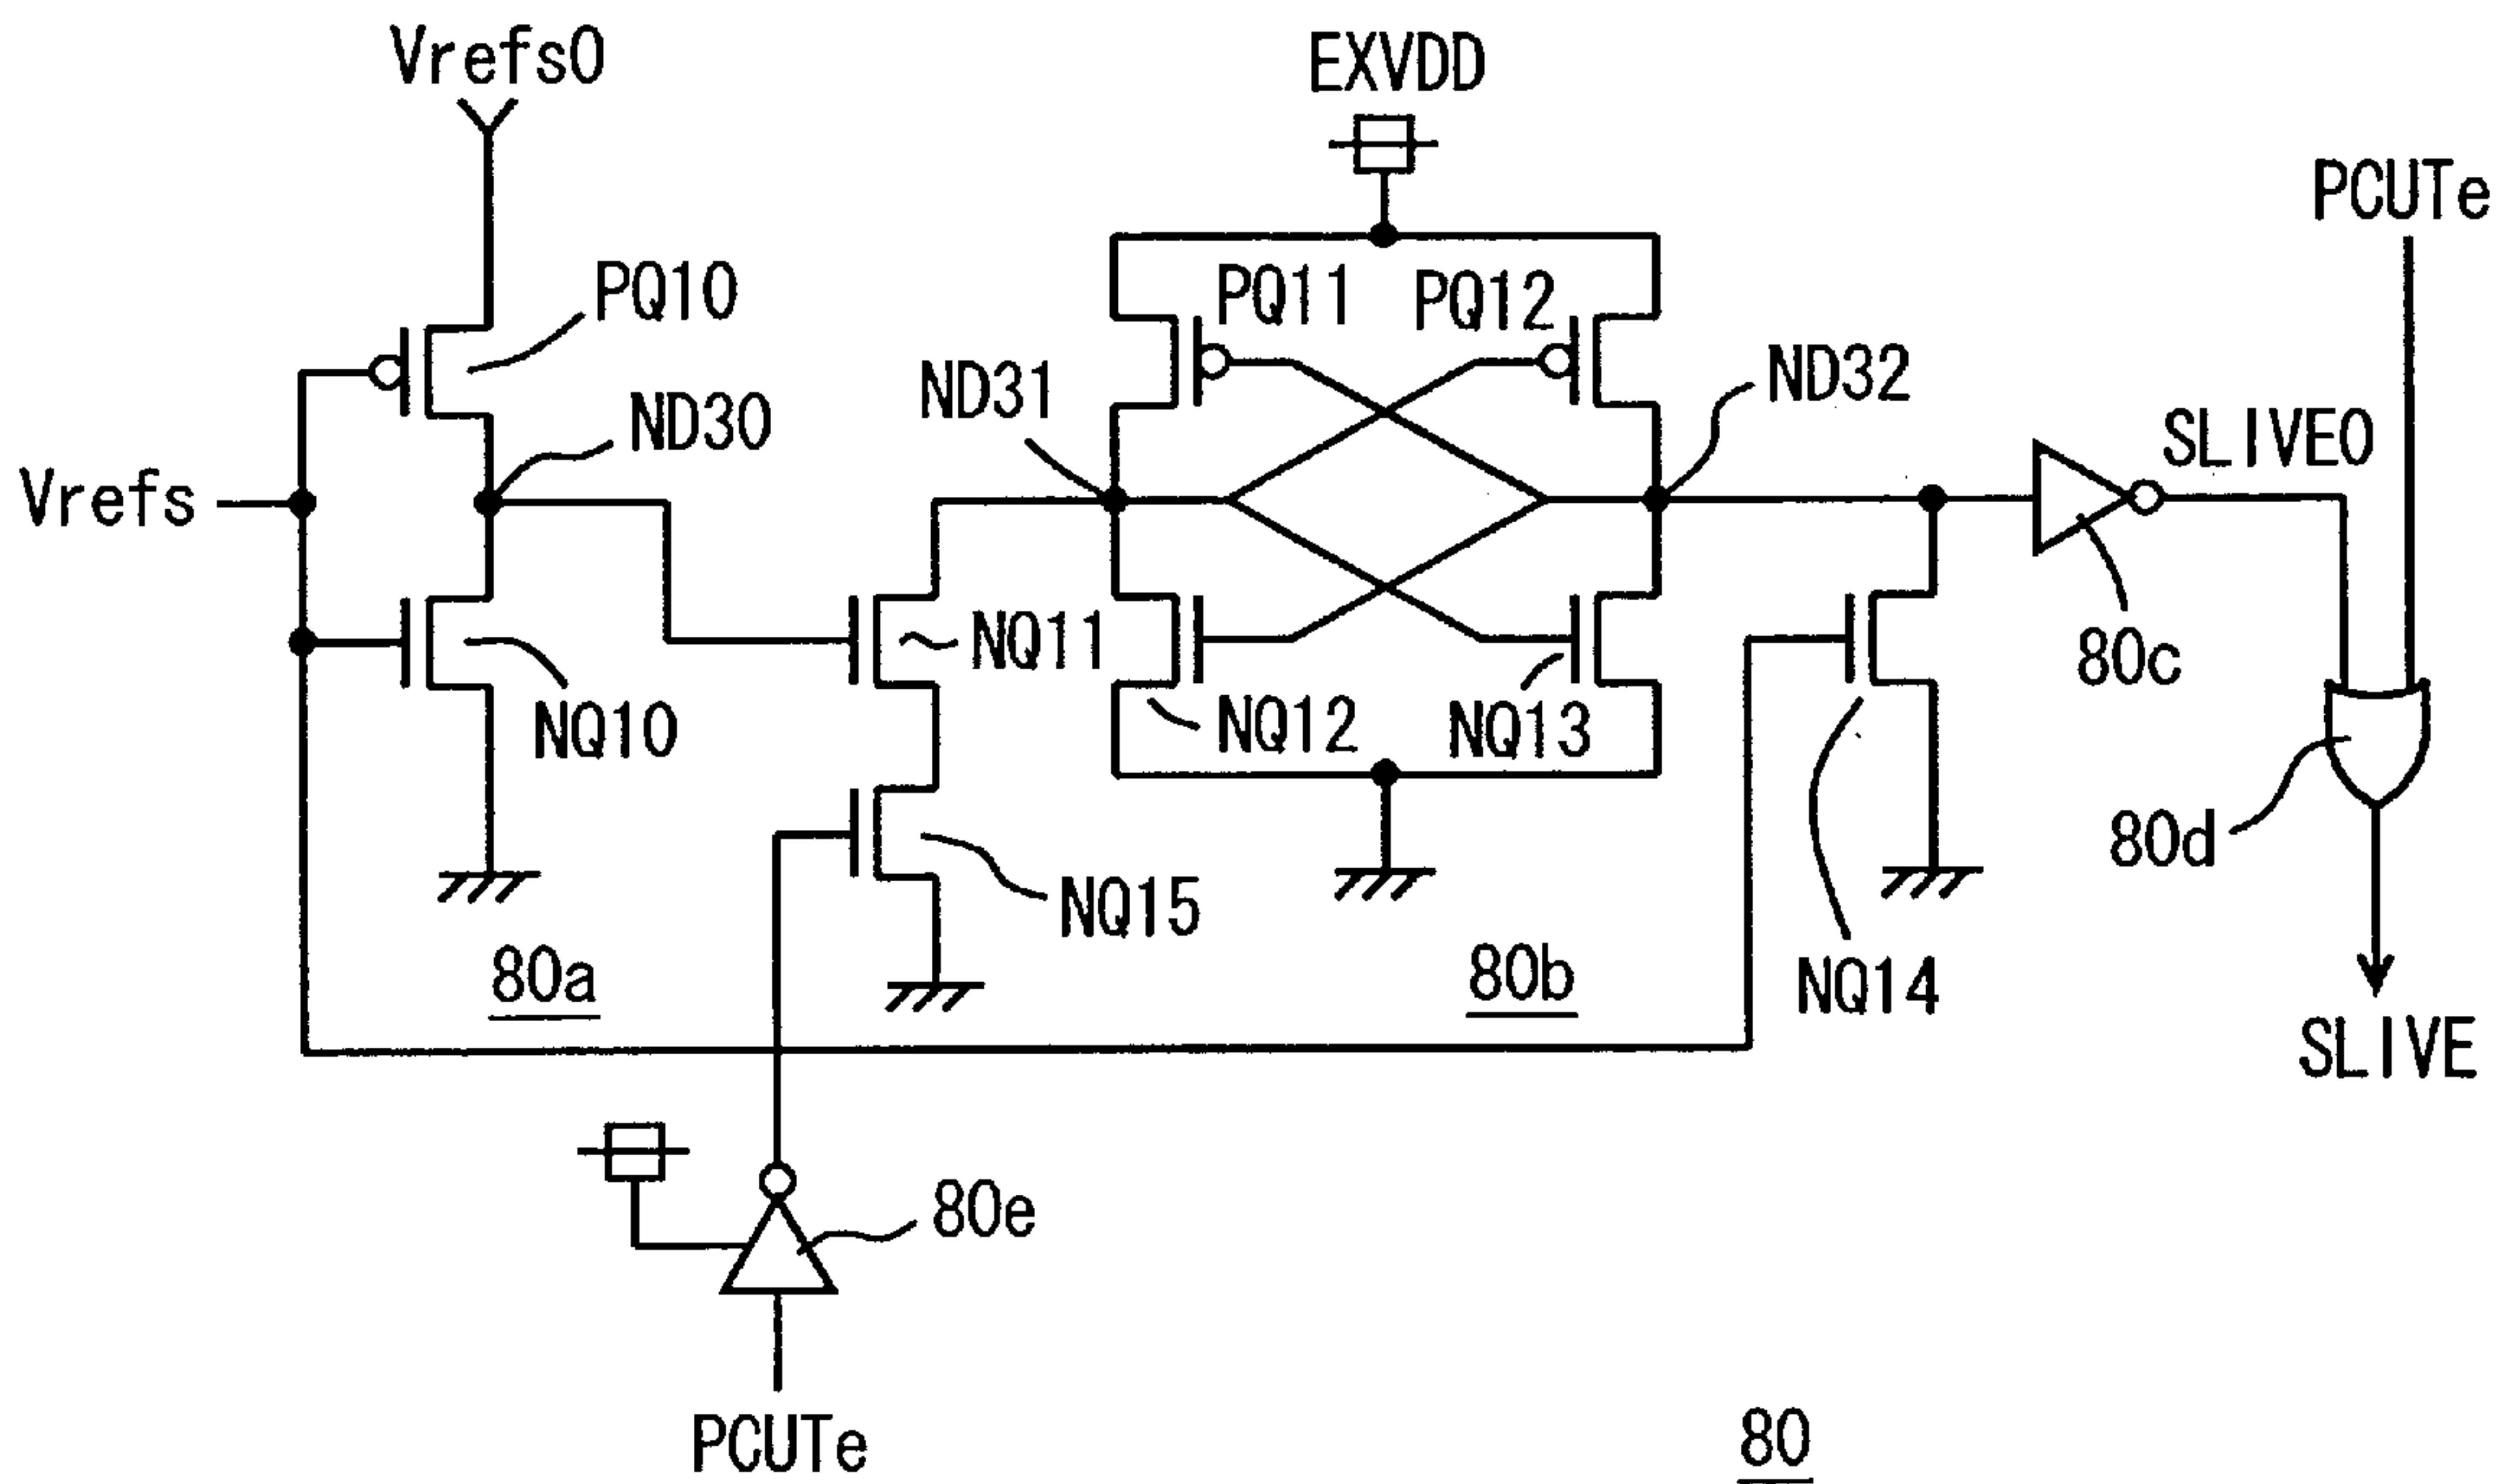 Vrefs0
EXVDD
PCUTe
PQ10
PQ11
PQ12
ND30
ND31
ND32
SLIVE0
Vrefs
NQ11
80c
NQ10
NQ12
NQ13
80d
NQ15
80a
80b
NQ14
SLIVE
80e
PCUTe
80